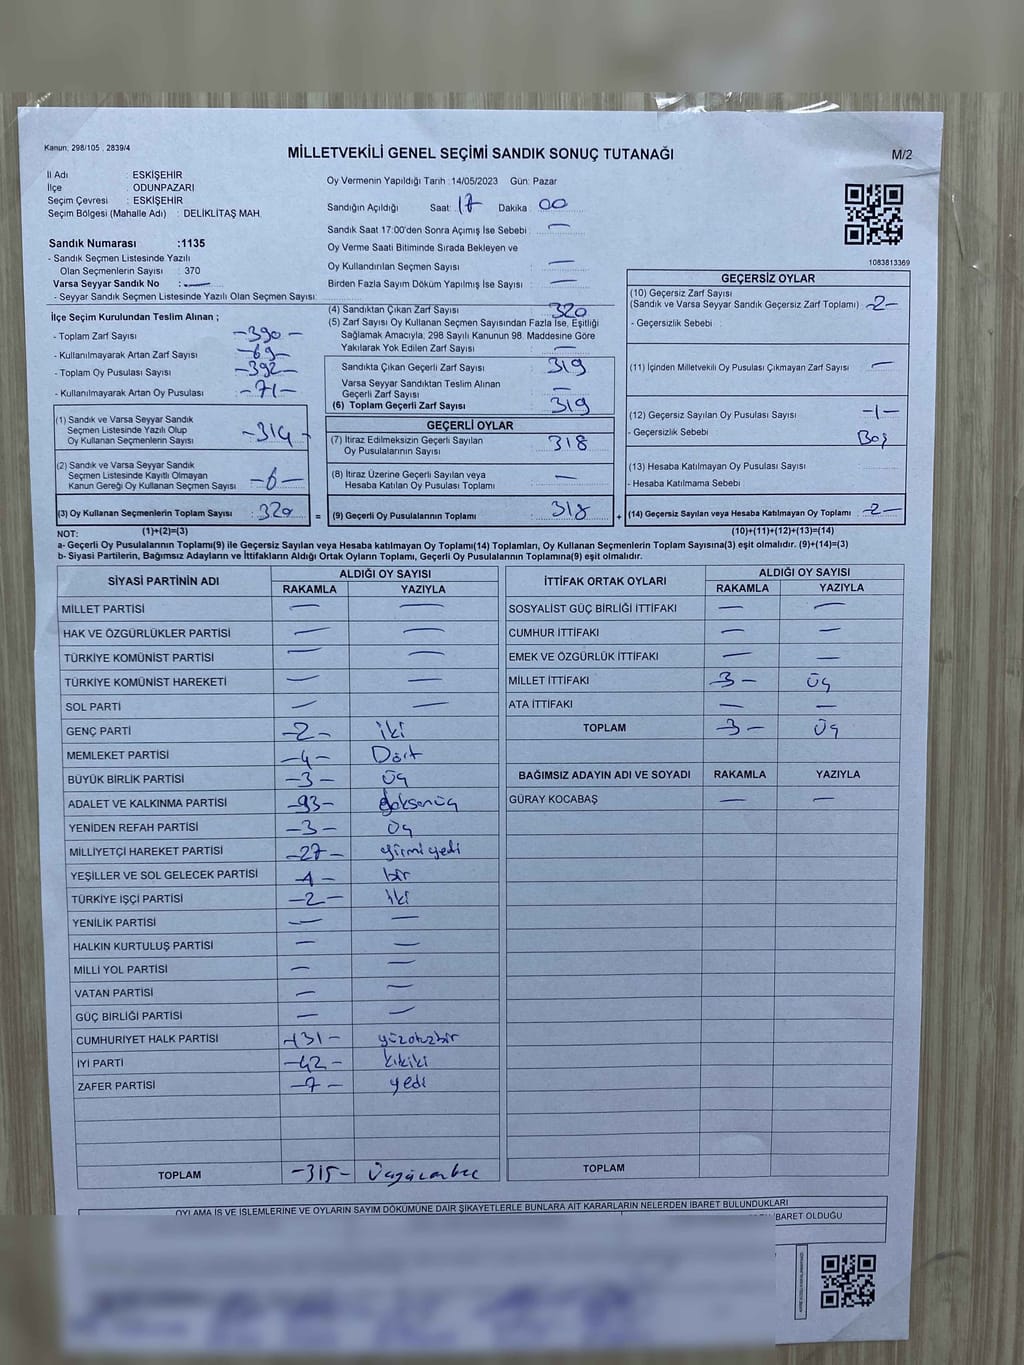 Kanun; 298/105 , 2839/4
MİLLETVEKİLİ GENEL SEÇİMİ SANDIK SONUÇ TUTANAĞI
M/2
İl Adı : ESKİŞEHİR
İlçe : ODUNPAZARI
Seçim Çevresi : ESKİŞEHİR
Seçim Bölgesi (Mahalle Adı) : DELİKLİTAŞ MAH.
Sandık Numarası :1135
- Sandık Seçmen Listesinde Yazılı
Olan Seçmenlerin Sayısı : 370
Varsa Seyyar Sandık No : —
- Seyyar Sandık Seçmen Listesinde Yazılı Olan Seçmen Sayısı:
Oy Vermenin Yapıldığı Tarih :14/05/2023 Gün: Pazar
Sandığın Açıldığı Saat: 17 Dakika 00
Sandık Saat 17:00'den Sonra Açımış İse Sebebi : —
Oy Verme Saati Bitiminde Sırada Bekleyen ve
Oy Kullandırılan Seçmen Sayısı : —
Birden Fazla Sayım Döküm Yapılmış İse Sayısı : —
1083813369
İlçe Seçim Kurulundan Teslim Alınan ;
- Toplam Zarf Sayısı : -390-
- Kullanılmayarak Artan Zarf Sayısı : -69-
- Toplam Oy Pusulası Sayısı : -392-
- Kullanılmayarak Artan Oy Pusulası : -71-
(1) Sandık ve Varsa Seyyar Sandık
Seçmen Listesinde Yazılı Olup
Oy Kullanan Seçmenlerin Sayısı : -314-
(2) Sandık ve Varsa Seyyar Sandık
Seçmen Listesinde Kayıtlı Olmayan
Kanun Gereği Oy Kullanan Seçmen Sayısı : -6-
(3) Oy Kullanan Seçmenlerin Toplam Sayısı : 320
(1)+(2)=(3)
(4) Sandıktan Çıkan Zarf Sayısı : 320
(5) Zarf Sayısı Oy Kullanan Seçmen Sayısından Fazla İse, Eşitliği
Sağlamak Amacıyla, 298 Sayılı Kanunun 98. Maddesine Göre
Yakılarak Yok Edilen Zarf Sayısı : —
Sandıkta Çıkan Geçerli Zarf Sayısı : 319
Varsa Seyyar Sandıktan Teslim Alınan
Geçerli Zarf Sayısı : —
(6) Toplam Geçerli Zarf Sayısı : 319
GEÇERLİ OYLAR
(7) İtiraz Edilmeksizin Geçerli Sayılan
Oy Pusulalarının Sayısı : 318
(8) İtiraz Üzerine Geçerli Sayılan veya
Hesaba Katılan Oy Pusulası Toplamı : —
= (9) Geçerli Oy Pusulalarının Toplamı : 318
GEÇERSİZ OYLAR
(10) Geçersiz Zarf Sayısı
(Sandık ve Varsa Seyyar Sandık Geçersiz Zarf Toplamı) : -2-
- Geçersizlik Sebebi :
(11) İçinden Milletvekili Oy Pusulası Çıkmayan Zarf Sayısı : —
(12) Geçersiz Sayılan Oy Pusulası Sayısı : -1-
- Geçersizlik Sebebi : Boş
(13) Hesaba Katılmayan Oy Pusulası Sayısı
- Hesaba Katılmama Sebebi
+ (14) Geçersiz Sayılan veya Hesaba Katılmayan Oy Toplamı : -2-
(10)+(11)+(12)+(13)=(14)
NOT:
a- Geçerli Oy Pusulalarının Toplamı(9) ile Geçersiz Sayılan veya Hesaba katılmayan Oy Toplamı(14) Toplamları, Oy Kullanan Seçmenlerin Toplam Sayısına(3) eşit olmalıdır. (9)+(14)=(3)
b- Siyasi Partilerin, Bağımsız Adayların ve İttifakların Aldığı Ortak Oyların Toplamı, Geçerli Oy Pusulalarının Toplamına(9) eşit olmalıdır.
SİYASİ PARTİNİN ADI ALDIĞI OY SAYISI
RAKAMLA YAZIYLA
MİLLET PARTİSİ — —
HAK VE ÖZGÜRLÜKLER PARTİSİ — —
TÜRKİYE KOMÜNİST PARTİSİ — —
TÜRKİYE KOMÜNİST HAREKETİ — —
SOL PARTİ — —
GENÇ PARTİ -2- iki
MEMLEKET PARTİSİ -4- Dört
BÜYÜK BİRLİK PARTİSİ -3- Üç
ADALET VE KALKINMA PARTİSİ -93- doksanüç
YENİDEN REFAH PARTİSİ -3- Üç
MİLLİYETÇİ HAREKET PARTİSİ -27- yirmiyedi
YEŞİLLER VE SOL GELECEK PARTİSİ -1- bir
TÜRKİYE İŞÇİ PARTİSİ -2- iki
YENİLİK PARTİSİ — —
HALKIN KURTULUŞ PARTİSİ — —
MİLLİ YOL PARTİSİ — —
VATAN PARTİSİ — —
GÜÇ BİRLİĞİ PARTİSİ — —
CUMHURİYET HALK PARTİSİ -131- yüzotuzbir
İYİ PARTİ -42- kıkiki
ZAFER PARTİSİ -7- yedi
TOPLAM -315-
İTTİFAK ORTAK OYLARI ALDIĞI OY SAYISI
RAKAMLA YAZIYLA
SOSYALİST GÜÇ BİRLİĞİ İTTİFAKI — —
CUMHUR İTTİFAKI — —
EMEK VE ÖZGÜRLÜK İTTİFAKI — —
MİLLET İTTİFAKI -3- üç
ATA İTTİFAKI — —
TOPLAM -3- üç
BAĞIMSIZ ADAYIN ADI VE SOYADI RAKAMLA YAZIYLA
GÜRAY KOCABAŞ — —
TOPLAM
OYLAMA İŞ VE İŞLEMLERİNE VE OYLARIN SAYIM DÖKÜMÜNE DAİR ŞİKAYETLERLE BUNLARA AİT KARARLARIN NELERDEN İBARET BULUNDUKLARI
İBARET OLDUĞU